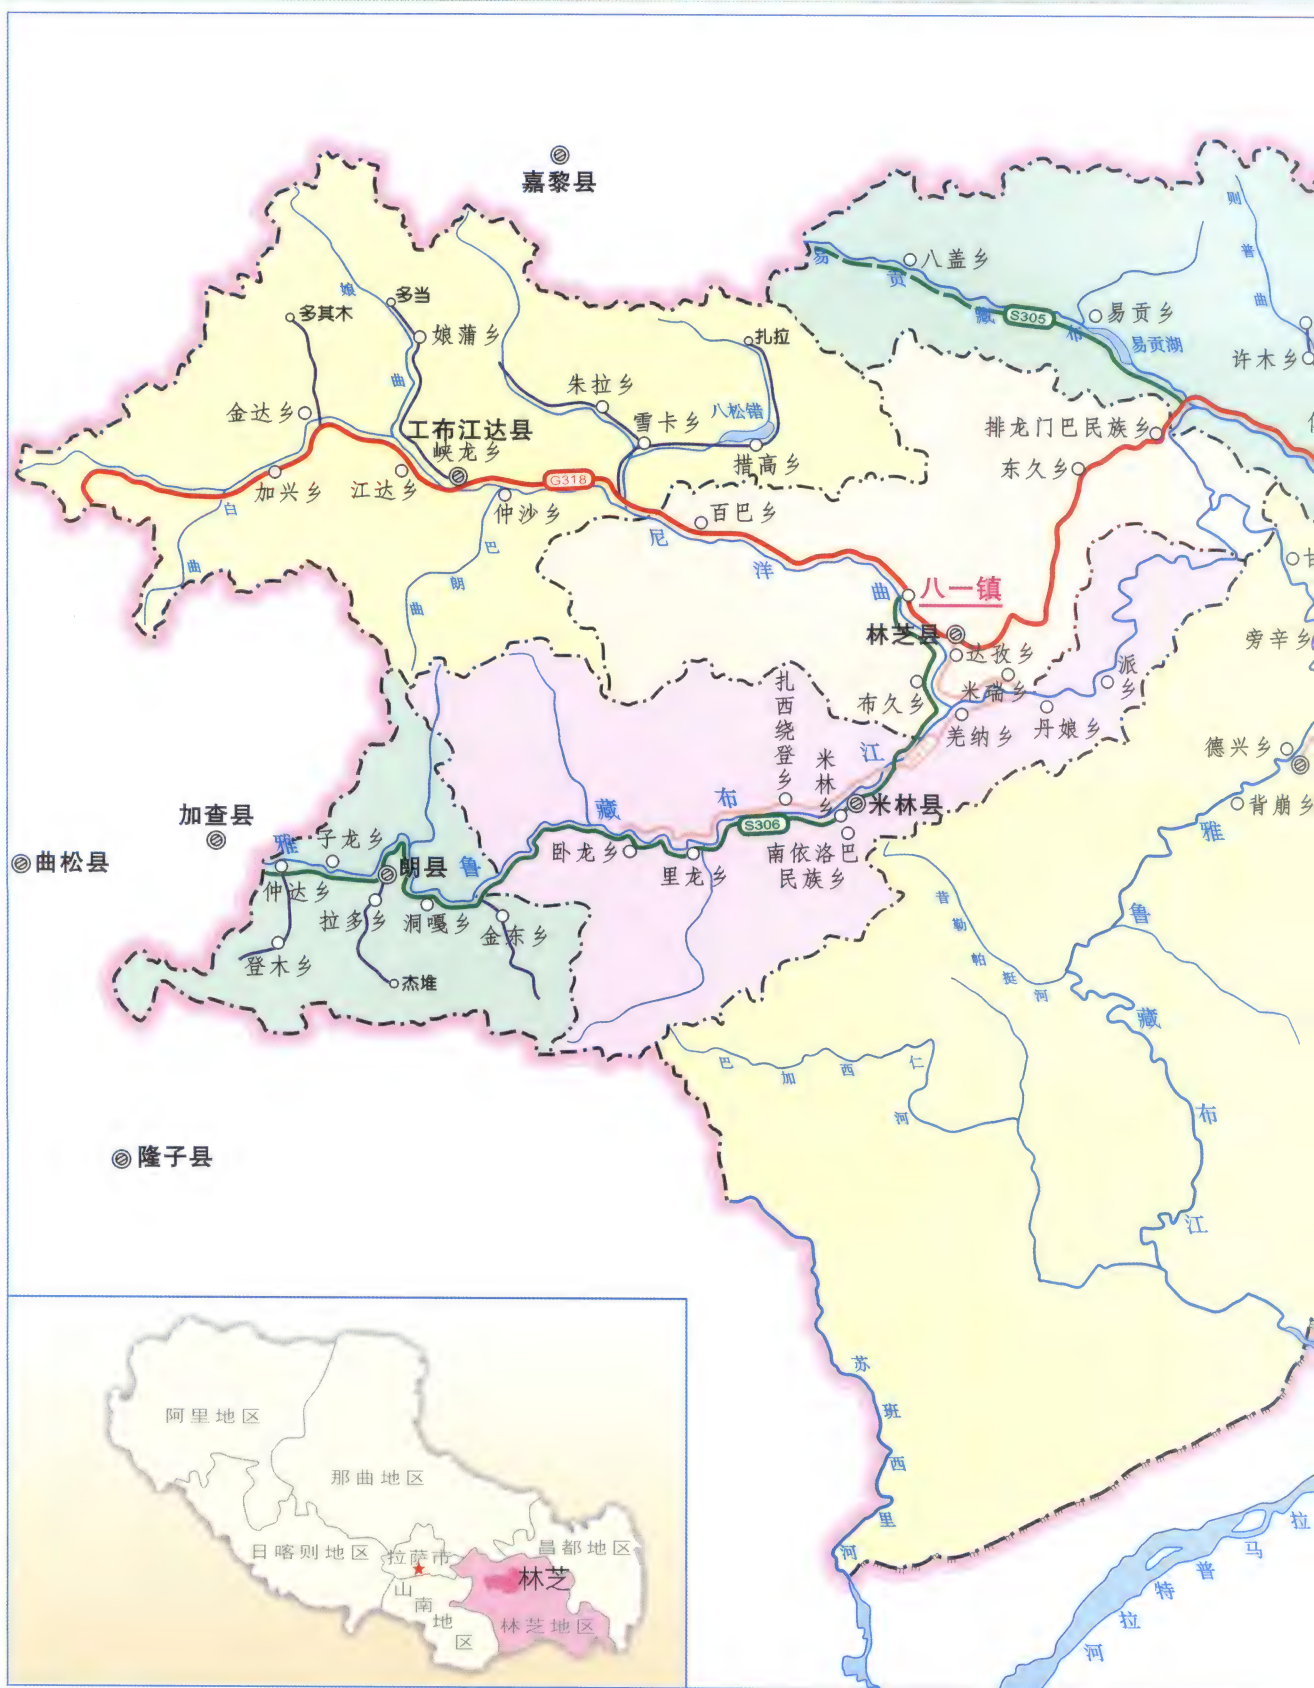 嘉黎县
八盖乡
易贡藏布
则普曲
S305
易贡乡
易贡湖
许木乡
多其木
多当
娘蒲乡
娘曲
扎拉
朱拉乡
金达乡
工布江达县
峡龙乡
雪卡乡
八松错
措高乡
排龙门巴民族乡
东久乡
加兴乡
江达乡
G318
仲沙乡
百巴乡
白曲
巴朗曲
尼洋曲
八一镇
林芝县
达孜乡
旁辛乡
派乡
扎西绕登乡
米林乡
布久乡
米瑞乡
羌纳乡
丹娘乡
德兴乡
背崩乡
加查县
曲松县
雅鲁藏布江
子龙乡
朗县
仲达乡
拉多乡
洞嘎乡
金东乡
登木乡
杰堆
卧龙乡
里龙乡
S306
米林县
南依洛巴
民族乡
昔勒帕挺河
雅鲁藏布江
巴加西仁河
隆子县
苏班西里河
阿里地区
那曲地区
日喀则地区
拉萨市
昌都地区
林芝
山南地区
林芝地区
马普特拉河
拉